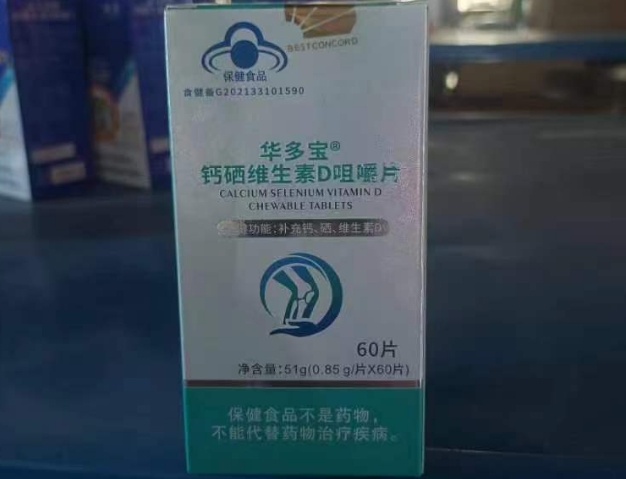 BESTCONCORD
保健食品
食健备G202133101590
华多宝®
钙硒维生素D咀嚼片
CALCIUM SELENIUM VITAMIN D
CHEWABLE TABLETS
功能:补充钙、硒、维生素D
60片
净含量:51g(0.85 g/片X60片)
保健食品不是药物,
不能代替药物治疗疾病。